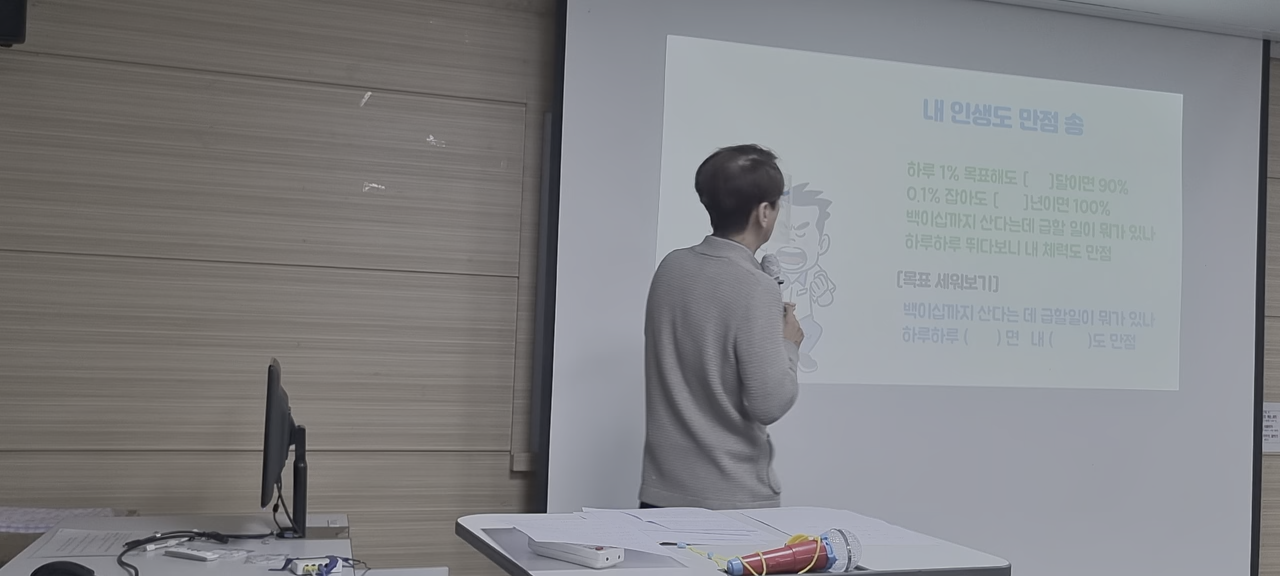 내 인생도 만점 송
하루 1% 목표해도 [ ]달이면 90%
0.1% 잡아도 [ ]년이면 100%
백이십까지 산다는데 급할 일이 뭐가 있나
하루하루 뛰다보니 내 체력도 만점
[목표 세워보기]
백이십까지 산다는 데 급할일이 뭐가 있나
하루하루 ( ) 면 내 ( )도 만점